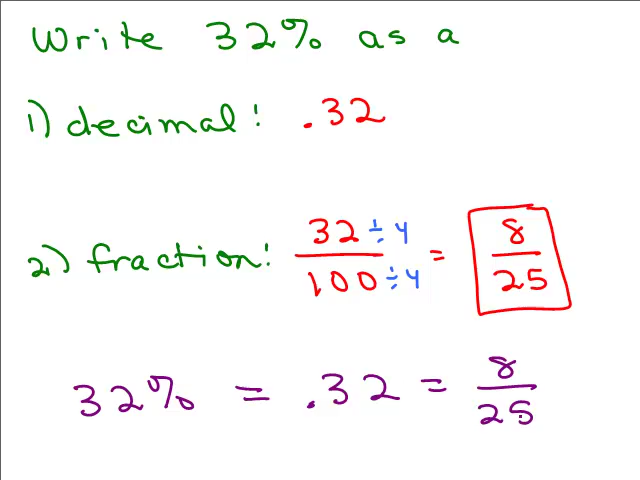 Write 32% as a
1) decimal: .32
2) fraction: 32 ÷ 4 / 100 ÷ 4 = 8 / 25
32% = .32 = 8 / 25